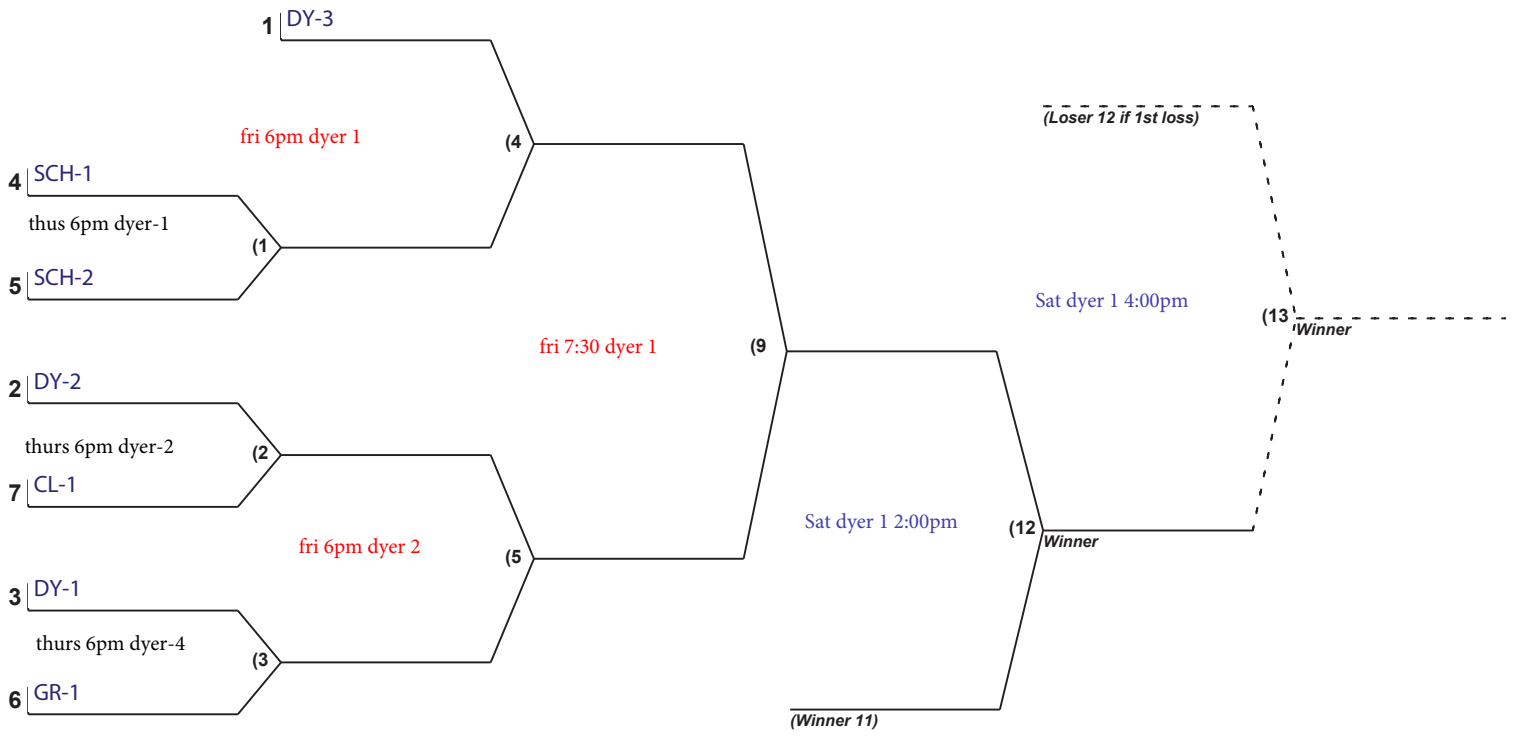 1 DY-3
(Loser 12 if 1st loss)
fri 6pm dyer 1
(4
4 SCH-1
thus 6pm dyer-1
(1
5 SCH-2
Sat dyer 1 4:00pm
(13
Winner
fri 7:30 dyer 1
(9
2 DY-2
thurs 6pm dyer-2
(2
7 CL-1
Sat dyer 1 2:00pm
(12
Winner
fri 6pm dyer 2
(5
3 DY-1
thurs 6pm dyer-4
(3
6 GR-1
(Winner 11)